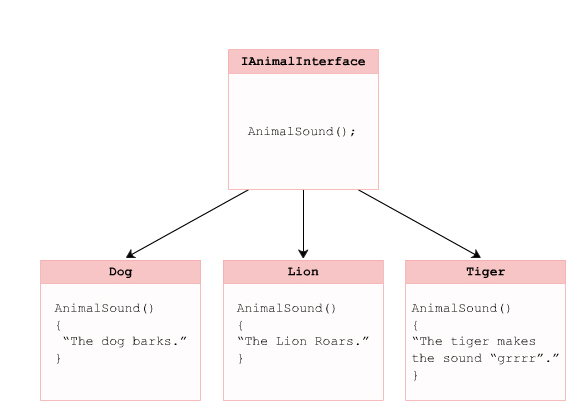 IAnimalInterface
AnimalSound();
Dog
AnimalSound()
{
“The dog barks.”
}
Lion
AnimalSound()
{
“The Lion Roars.”
}
Tiger
AnimalSound()
{
“The tiger makes
the sound “grrrr”.”
}